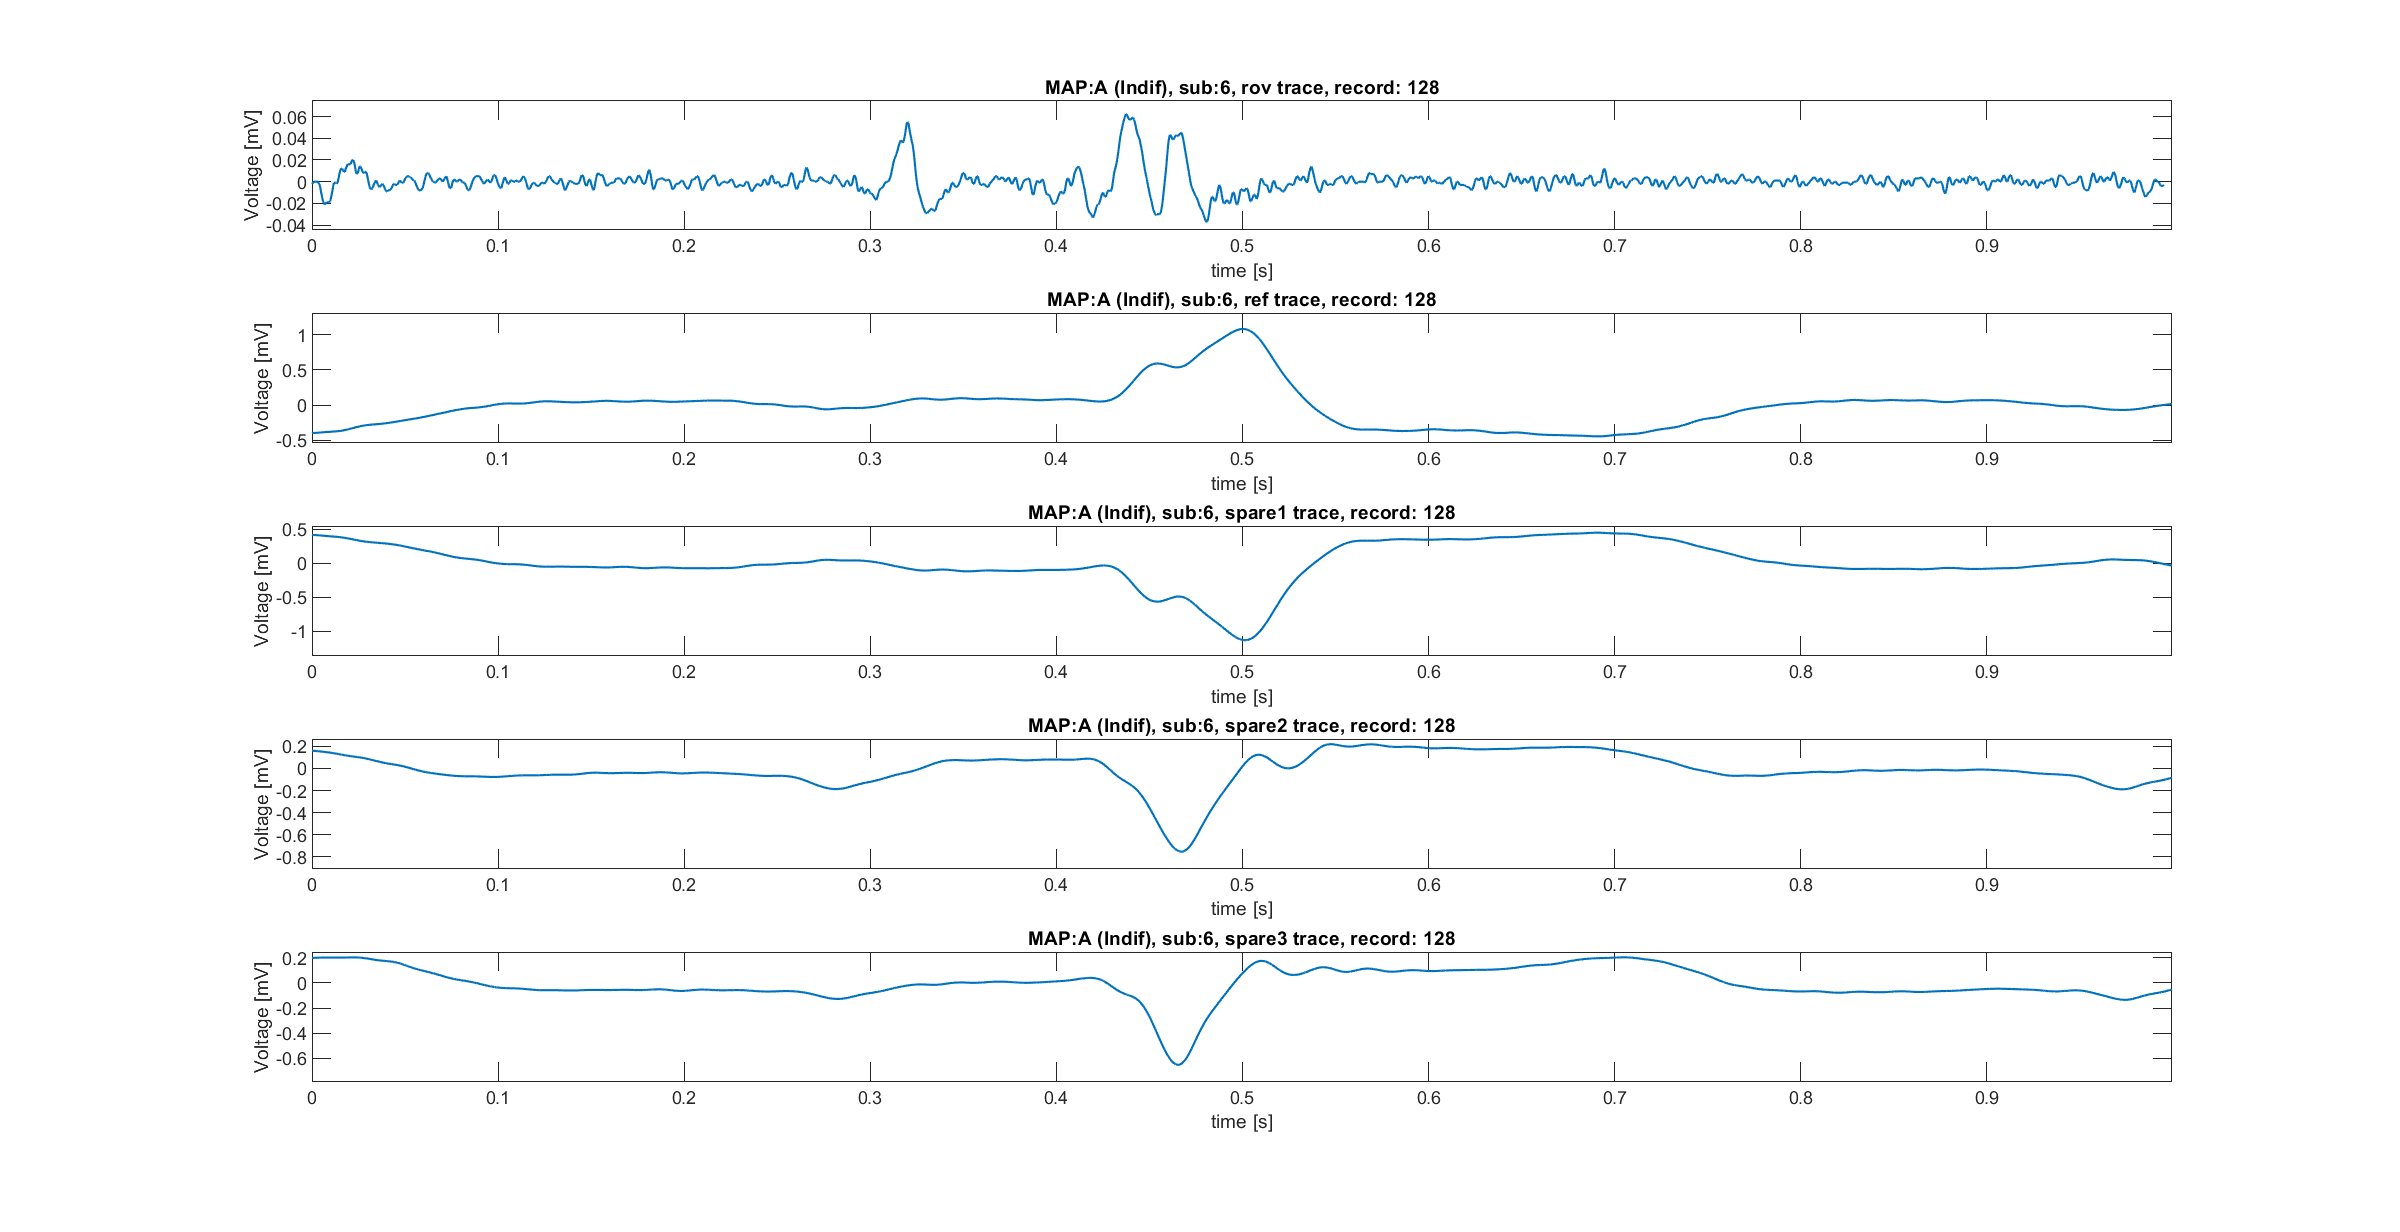 MAP:A (Indif), sub:6, rov trace, record: 128
Voltage [mV]
0.06
0.04
0.02
0
-0.02
-0.04
0 0.1 0.2 0.3 0.4 0.5 0.6 0.7 0.8 0.9
time [s]
MAP:A (Indif), sub:6, ref trace, record: 128
Voltage [mV]
1
0.5
0
-0.5
0 0.1 0.2 0.3 0.4 0.5 0.6 0.7 0.8 0.9
time [s]
MAP:A (Indif), sub:6, spare1 trace, record: 128
Voltage [mV]
0.5
0
-0.5
-1
0 0.1 0.2 0.3 0.4 0.5 0.6 0.7 0.8 0.9
time [s]
MAP:A (Indif), sub:6, spare2 trace, record: 128
Voltage [mV]
0.2
0
-0.2
-0.4
-0.6
-0.8
0 0.1 0.2 0.3 0.4 0.5 0.6 0.7 0.8 0.9
time [s]
MAP:A (Indif), sub:6, spare3 trace, record: 128
Voltage [mV]
0.2
0
-0.2
-0.4
-0.6
0 0.1 0.2 0.3 0.4 0.5 0.6 0.7 0.8 0.9
time [s]